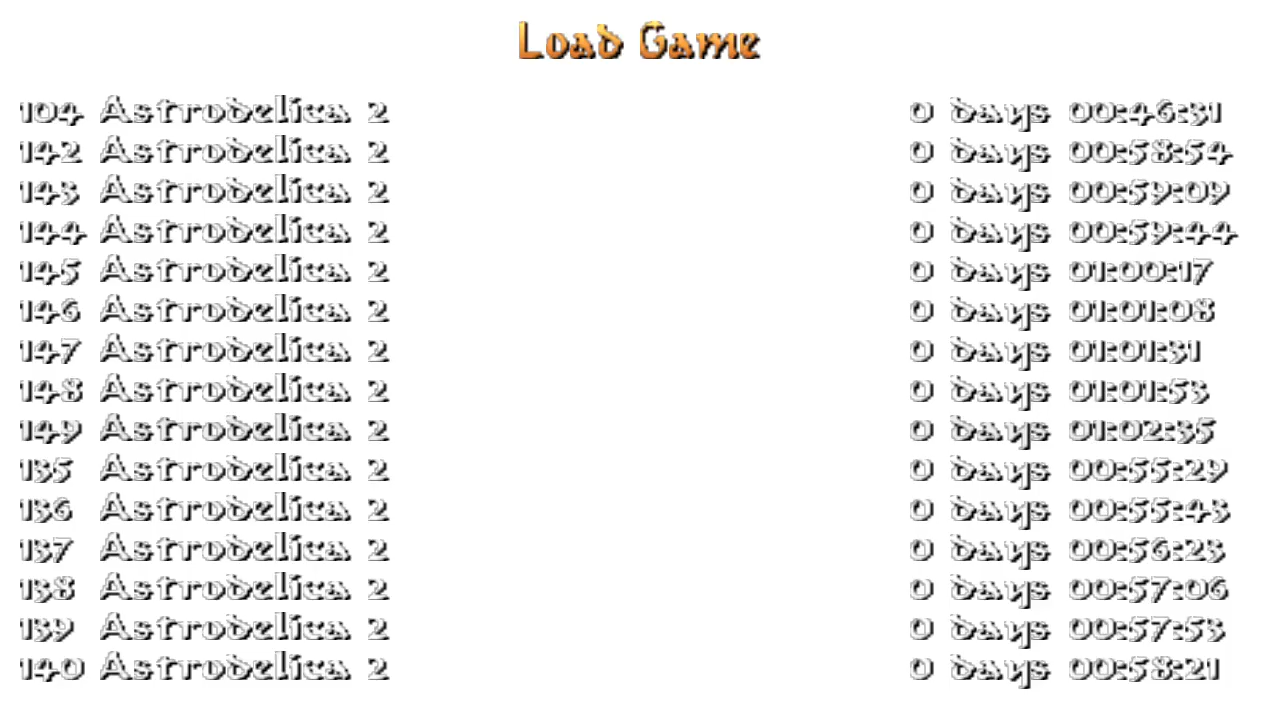 Load Game
104 Astrodelica 2 0 days 00:46:31
142 Astrodelica 2 0 days 00:58:54
143 Astrodelica 2 0 days 00:59:09
144 Astrodelica 2 0 days 00:59:44
145 Astrodelica 2 0 days 01:00:17
146 Astrodelica 2 0 days 01:01:08
147 Astrodelica 2 0 days 01:01:31
148 Astrodelica 2 0 days 01:01:53
149 Astrodelica 2 0 days 01:02:35
135 Astrodelica 2 0 days 00:55:29
136 Astrodelica 2 0 days 00:55:43
137 Astrodelica 2 0 days 00:56:23
138 Astrodelica 2 0 days 00:57:06
139 Astrodelica 2 0 days 00:57:53
140 Astrodelica 2 0 days 00:58:21